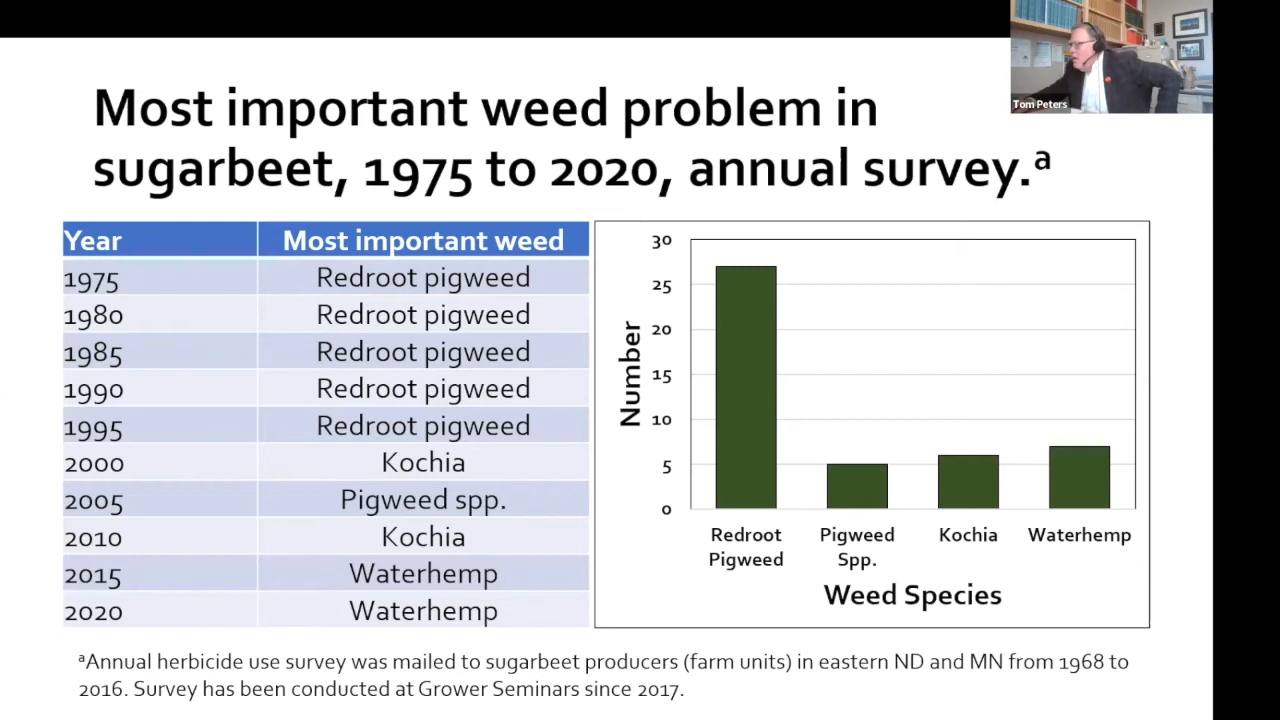 Tom Peters
Most important weed problem in
sugarbeet, 1975 to 2020, annual survey.ª
Year Most important weed
1975 Redroot pigweed
1980 Redroot pigweed
1985 Redroot pigweed
1990 Redroot pigweed
1995 Redroot pigweed
2000 Kochia
2005 Pigweed spp.
2010 Kochia
2015 Waterhemp
2020 Waterhemp
Number
30
25
20
15
10
5
0
Redroot Pigweed Kochia Waterhemp
Pigweed Spp.
Weed Species
ªAnnual herbicide use survey was mailed to sugarbeet producers (farm units) in eastern ND and MN from 1968 to
2016. Survey has been conducted at Grower Seminars since 2017.